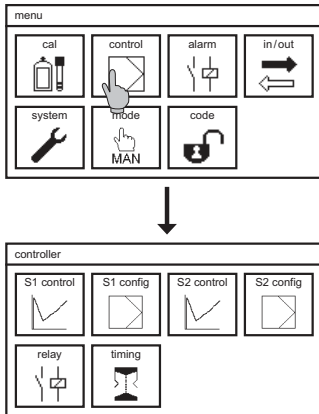 menu
cal control alarm in/out
system mode code
MAN
controller
S1 control S1 config S2 control S2 config
relay timing